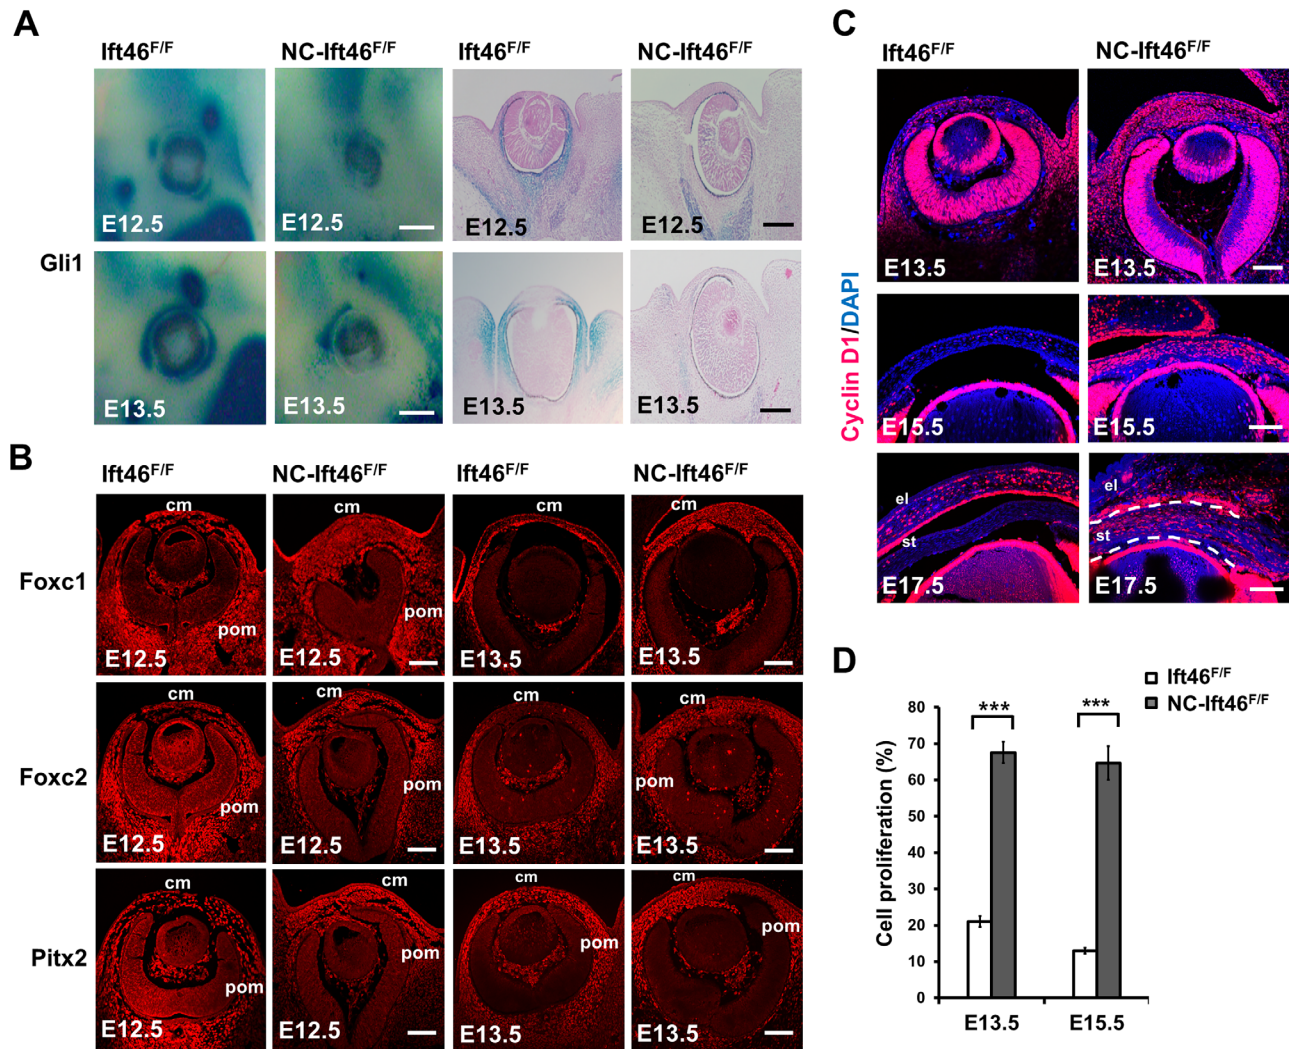 A
Ift46F/F
NC-Ift46F/F
Ift46F/F
NC-Ift46F/F
E12.5
E12.5
E12.5
E12.5
Gli1
E13.5
E13.5
E13.5
E13.5
B
Ift46F/F
NC-Ift46F/F
Ift46F/F
NC-Ift46F/F
Foxc1
cm
pom
E12.5
cm
pom
E12.5
cm
E13.5
cm
E13.5
Foxc2
cm
pom
E12.5
cm
E12.5
cm
E13.5
cm
pom
E13.5
Pitx2
cm
pom
E12.5
cm
E12.5
cm
pom
E13.5
cm
pom
E13.5
C
Ift46F/F
NC-Ift46F/F
Cyclin D1/DAPI
E13.5
E13.5
E15.5
E15.5
el
st
E17.5
el
st
E17.5
D
Ift46F/F
NC-Ift46F/F
***
***
Cell proliferation (%)
80
70
60
50
40
30
20
10
0
E13.5
E15.5